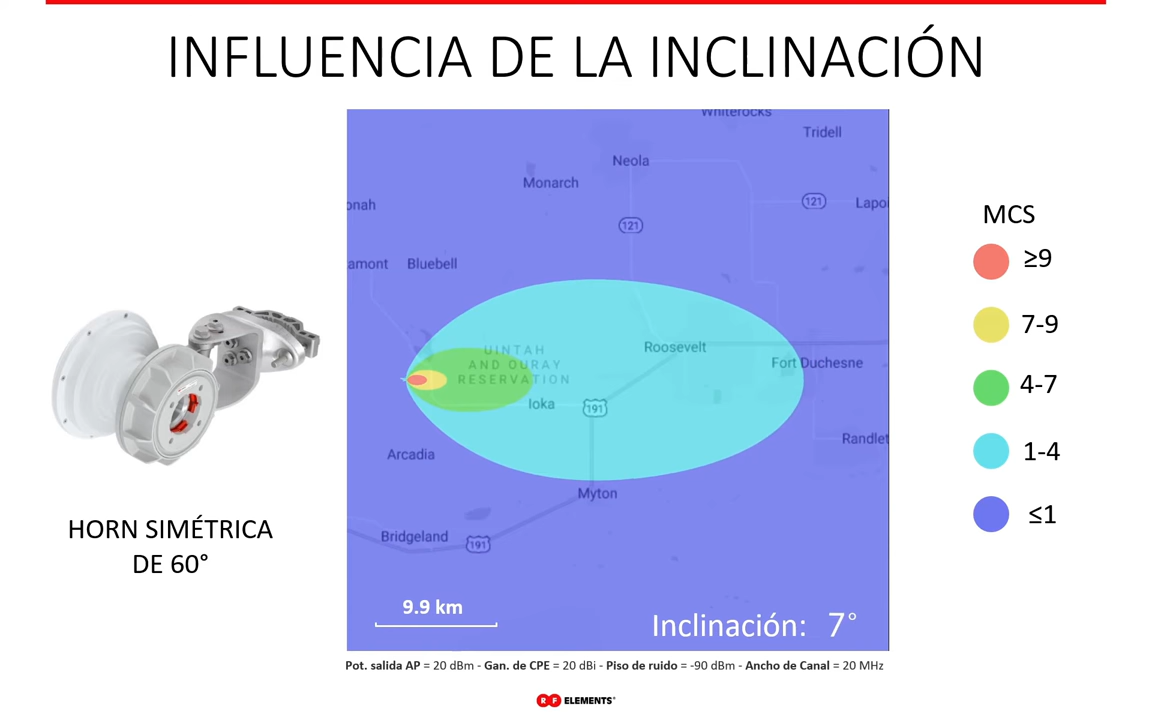 INFLUENCIA DE LA INCLINACIÓN
Whiterocks
Tridell
Neola
Monarch
121
onah
Lapo
121
amont
Bluebell
UINTAH
AND OURAY
RESERVATION
Roosevelt
Fort Duchesne
Ioka
191
Randlet
Arcadia
Myton
Bridgeland
191
9.9 km
Inclinación: 7°
HORN SIMÉTRICA
DE 60°
MCS
≥9
7-9
4-7
1-4
≤1
Pot. salida AP = 20 dBm - Gan. de CPE = 20 dBi - Piso de ruido = -90 dBm - Ancho de Canal = 20 MHz
RF ELEMENTS